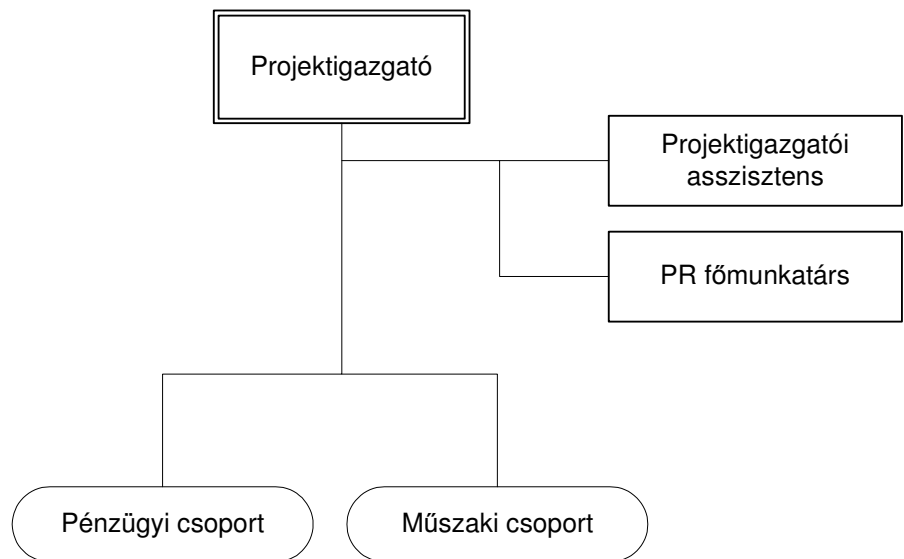 Projektigazgató
Projektigazgatói
asszisztens
PR főmunkatárs
Pénzügyi csoport
Műszaki csoport